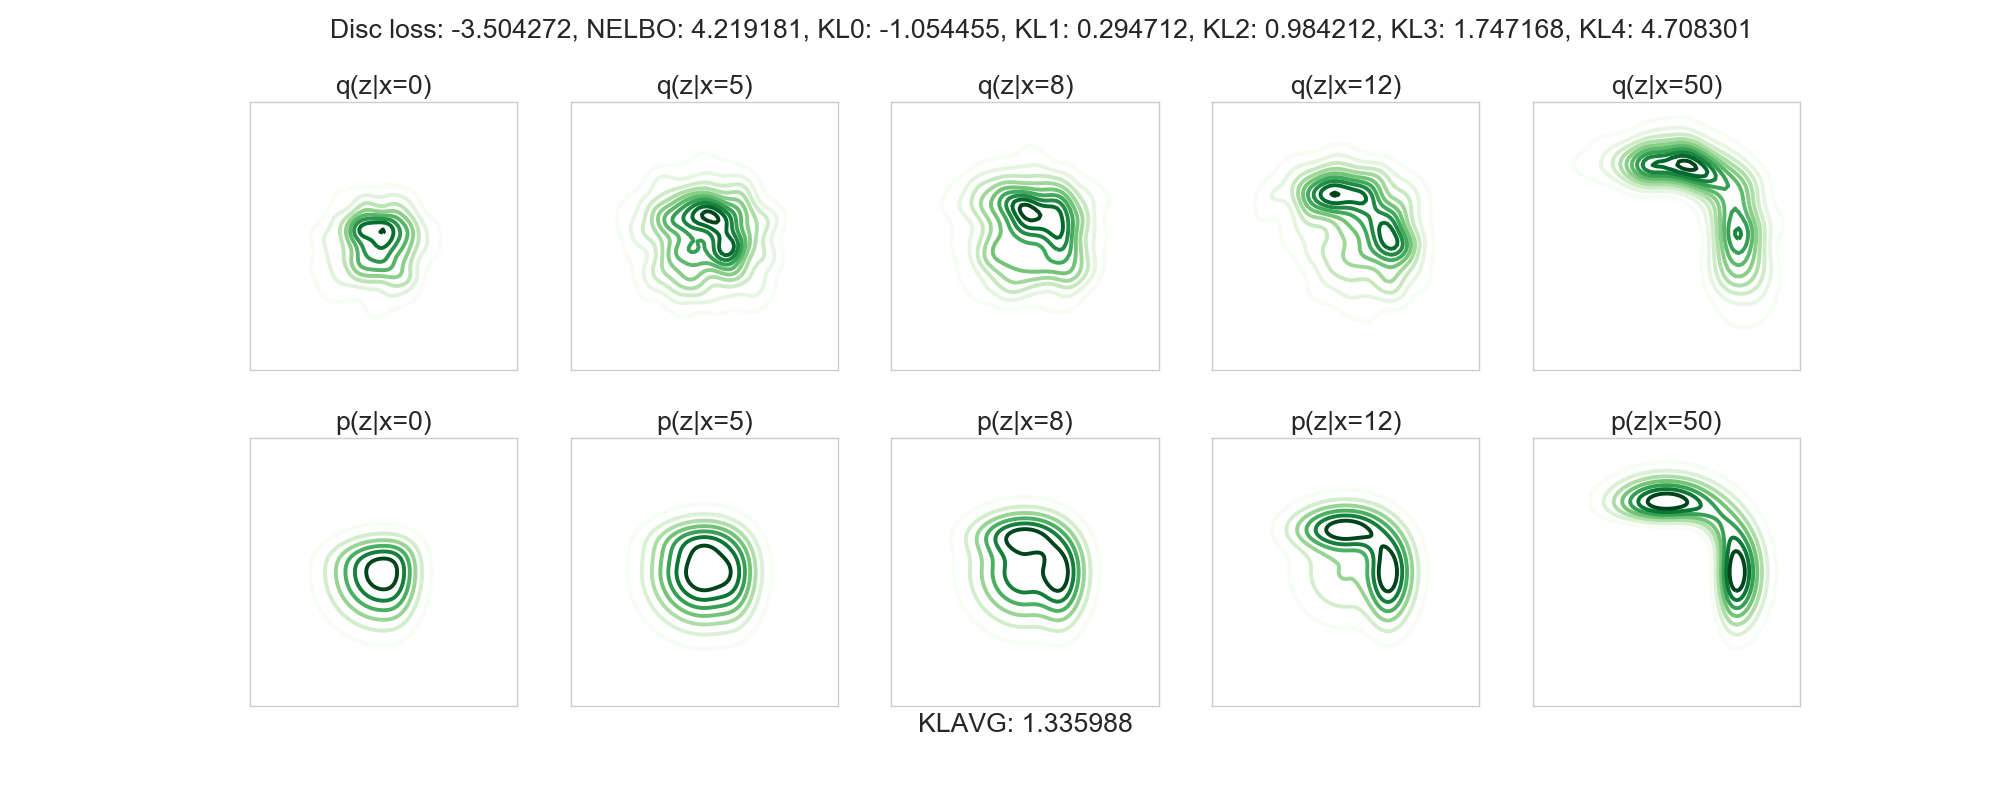 Disc loss: -3.504272, NELBO: 4.219181, KL0: -1.054455, KL1: 0.294712, KL2: 0.984212, KL3: 1.747168, KL4: 4.708301
q(z|x=0) q(z|x=5) q(z|x=8) q(z|x=12) q(z|x=50)
p(z|x=0) p(z|x=5) p(z|x=8) p(z|x=12) p(z|x=50)
KLAVG: 1.335988